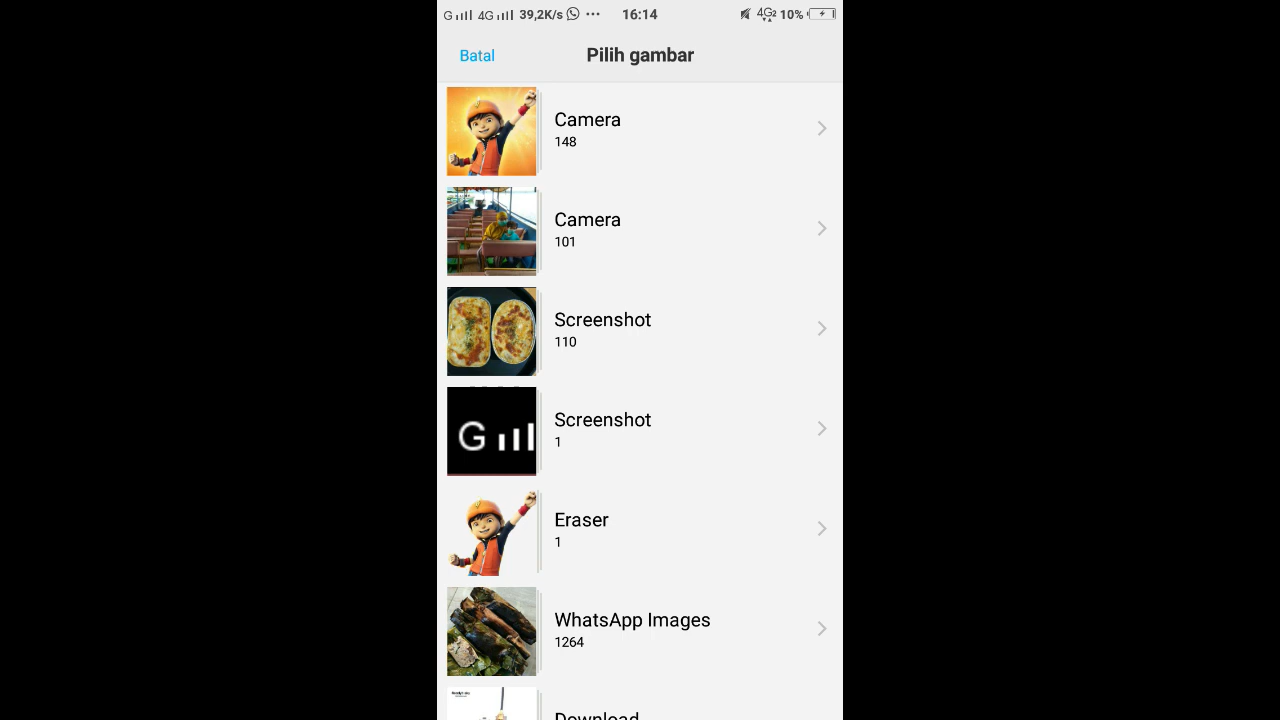 G 4G 39,2K/s ··· 16:14 4G2 10%
Batal Pilih gambar
Camera
148
Camera
101
Screenshot
110
G
Screenshot
1
Eraser
1
WhatsApp Images
1264
Download